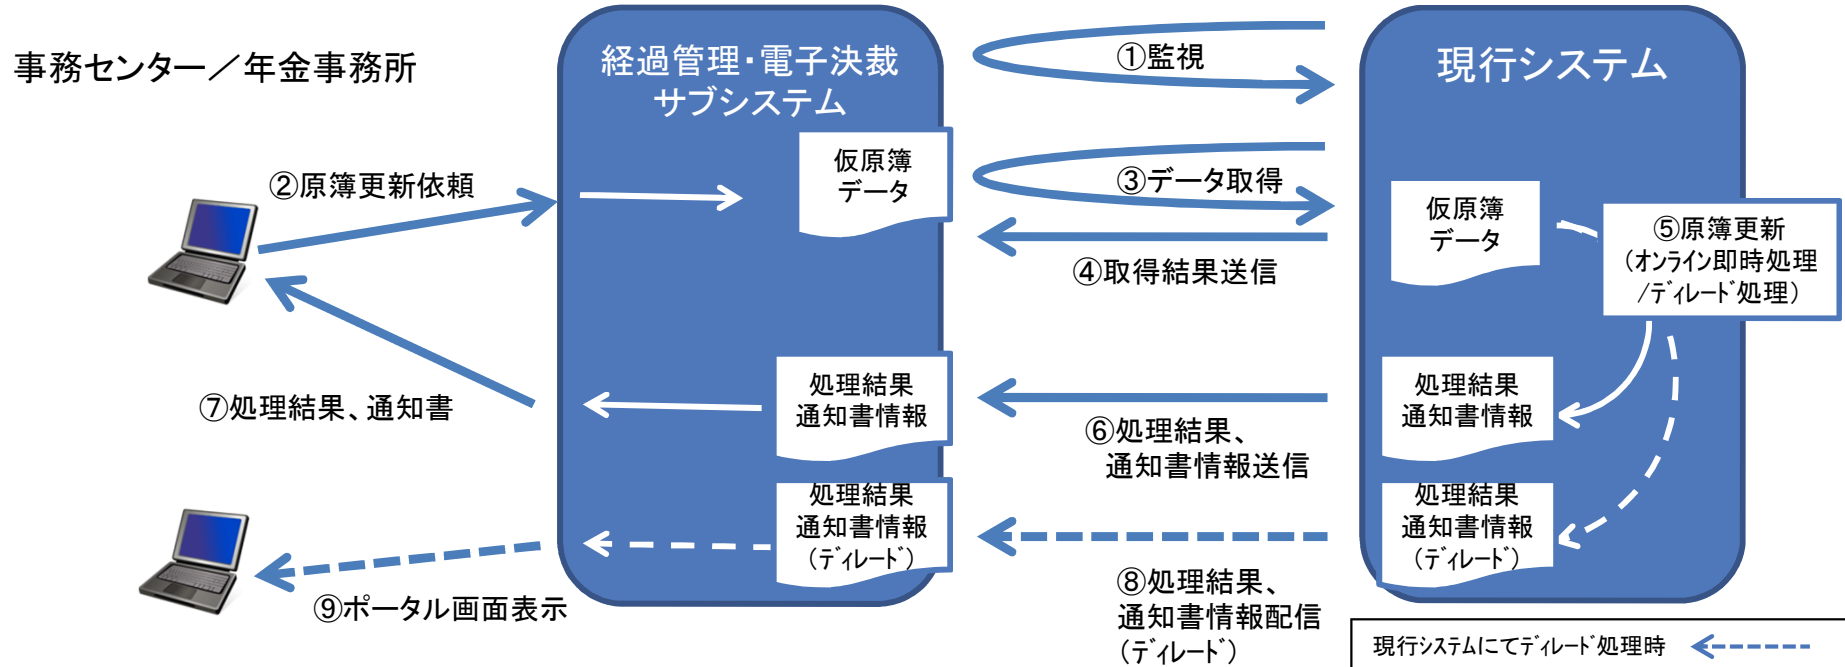 事務センター／年金事務所
経過管理・電子決裁
サブシステム
①監視
現行システム
②原簿更新依頼
仮原簿
データ
③データ取得
④取得結果送信
仮原簿
データ
⑤原簿更新
（オンライン即時処理
/ディレード処理）
⑦処理結果、通知書
処理結果
通知書情報
⑥処理結果、
通知書情報送信
処理結果
通知書情報
処理結果
通知書情報
（ディレード）
処理結果
通知書情報
（ディレード）
⑨ポータル画面表示
⑧処理結果、
通知書情報配信
（ディレード）
現行システムにてディレード処理時